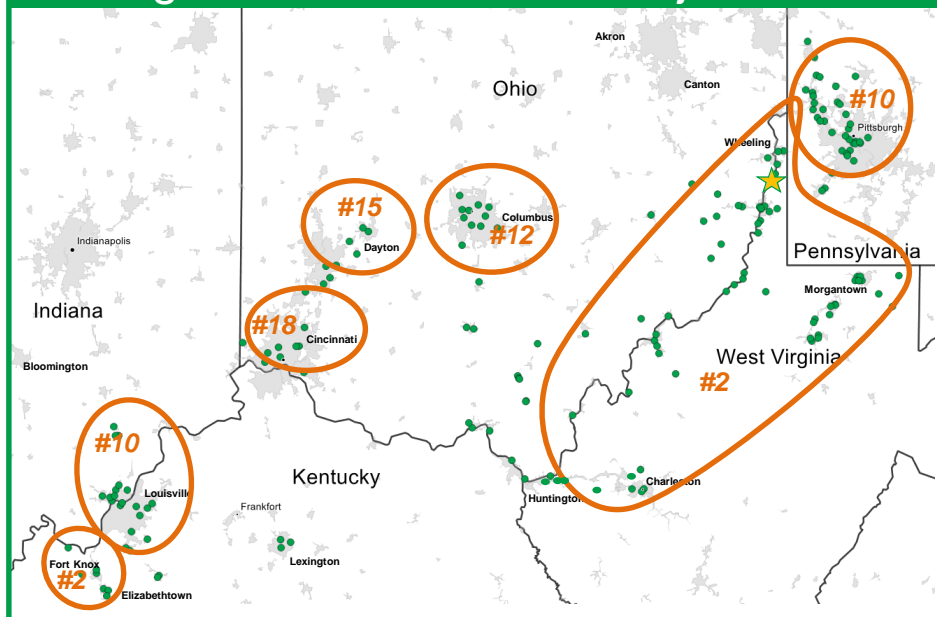 Akron
Ohio
Canton
#10
Pittsburgh
Wheeling
#15
Columbus
#12
Dayton
Indianapolis
Pennsylvania
Morgantown
Indiana
#18
Cincinnati
West Virginia
#2
Bloomington
#10
Kentucky
Louisville
Charleston
Huntington
Frankfort
Lexington
Fort Knox
#2
Elizabethtown